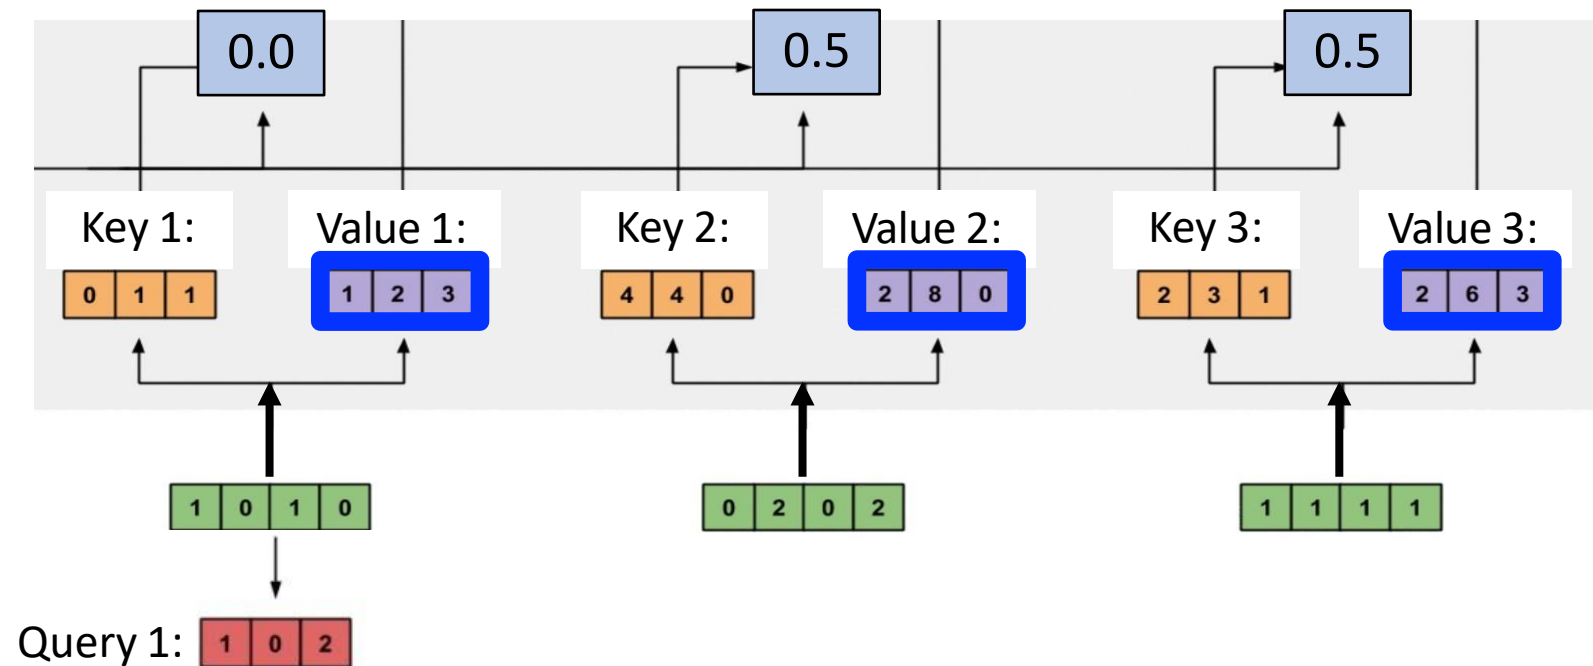 0.0 0.5 0.5
Key 1: Value 1: Key 2: Value 2: Key 3: Value 3:
0 1 1 1 2 3 4 4 0 2 8 0 2 3 1 2 6 3
1 0 1 0 0 2 0 2 1 1 1 1
Query 1: 1 0 2